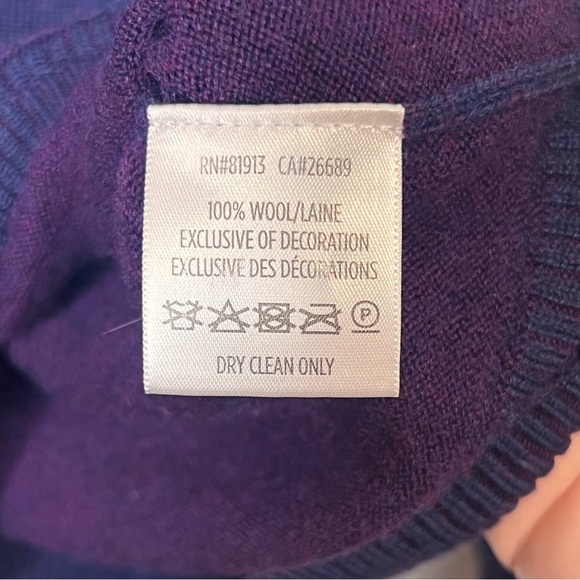 RN#81913 CA#26689
100% WOOL/LAINE
EXCLUSIVE OF DECORATION
EXCLUSIVE DES DÉCORATIONS
P
DRY CLEAN ONLY